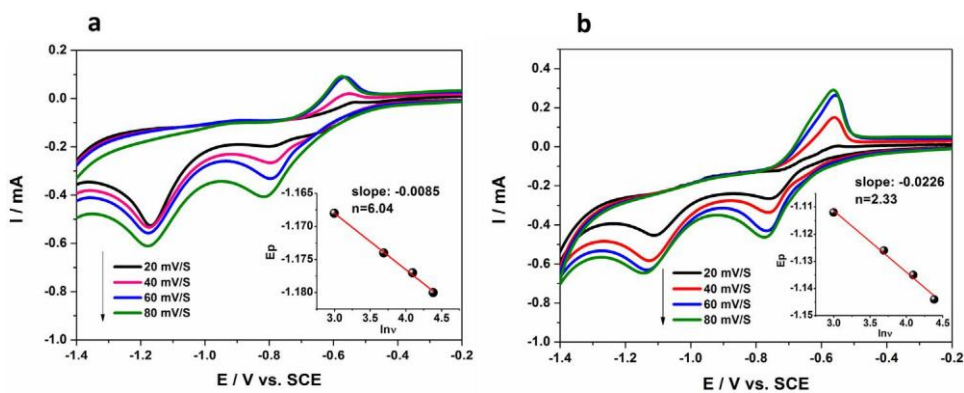 a
I / mA
0.2
0.0
-0.2
-0.4
-0.6
-0.8
-1.0
-1.4
-1.2
-1.0
-0.8
-0.6
-0.4
-0.2
E / V vs. SCE
20 mV/S
40 mV/S
60 mV/S
80 mV/S
slope: -0.0085
n=6.04
Ep
-1.165
-1.170
-1.175
-1.180
3.0
3.5
4.0
4.5
lnν
b
I / mA
0.4
0.2
0.0
-0.2
-0.4
-0.6
-0.8
-1.0
-1.4
-1.2
-1.0
-0.8
-0.6
-0.4
-0.2
E / V vs. SCE
20 mV/S
40 mV/S
60 mV/S
80 mV/S
slope: -0.0226
n=2.33
Ep
-1.11
-1.12
-1.13
-1.14
-1.15
3.0
3.5
4.0
4.5
lnν